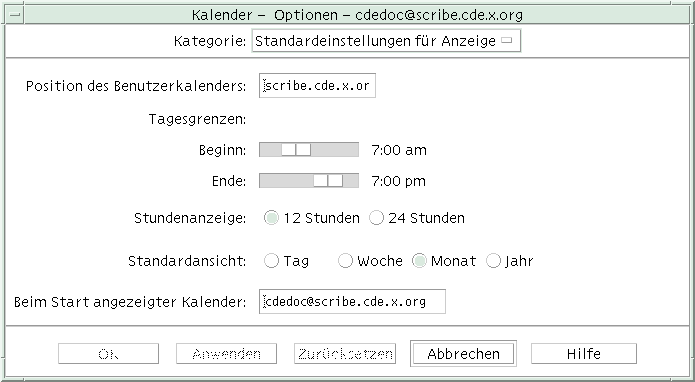 Kalender – Optionen – cdedoc@scribe.cde.x.org
Kategorie: Standardeinstellungen für Anzeige
Position des Benutzerkalenders: scribe.cde.x.or
Tagesgrenzen:
Beginn: 7:00 am
Ende: 7:00 pm
Stundenanzeige: 12 Stunden 24 Stunden
Standardansicht: Tag Woche Monat Jahr
Beim Start angezeigter Kalender: cdedoc@scribe.cde.x.org
OK Anwenden Zurücksetzen Abbrechen Hilfe